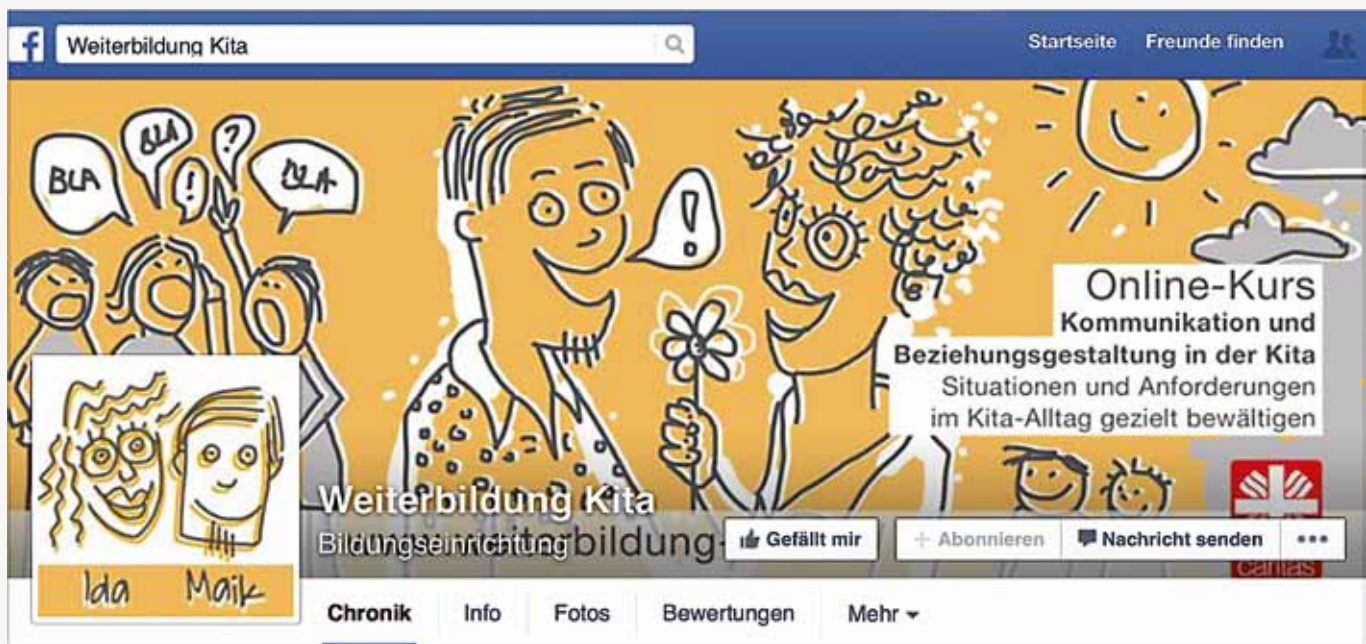 f
Weiterbildung Kita
Startseite Freunde finden
BLA
BLA
!
?
BLA
!
Online-Kurs
Kommunikation und
Beziehungsgestaltung in der Kita
Situationen und Anforderungen
im Kita-Alltag gezielt bewältigen
Weiterbildung Kita
Bildungseinrichtung
Gefällt mir
+ Abonnieren
Nachricht senden
•••
caritas
Ida Maik
Chronik Info Fotos Bewertungen Mehr